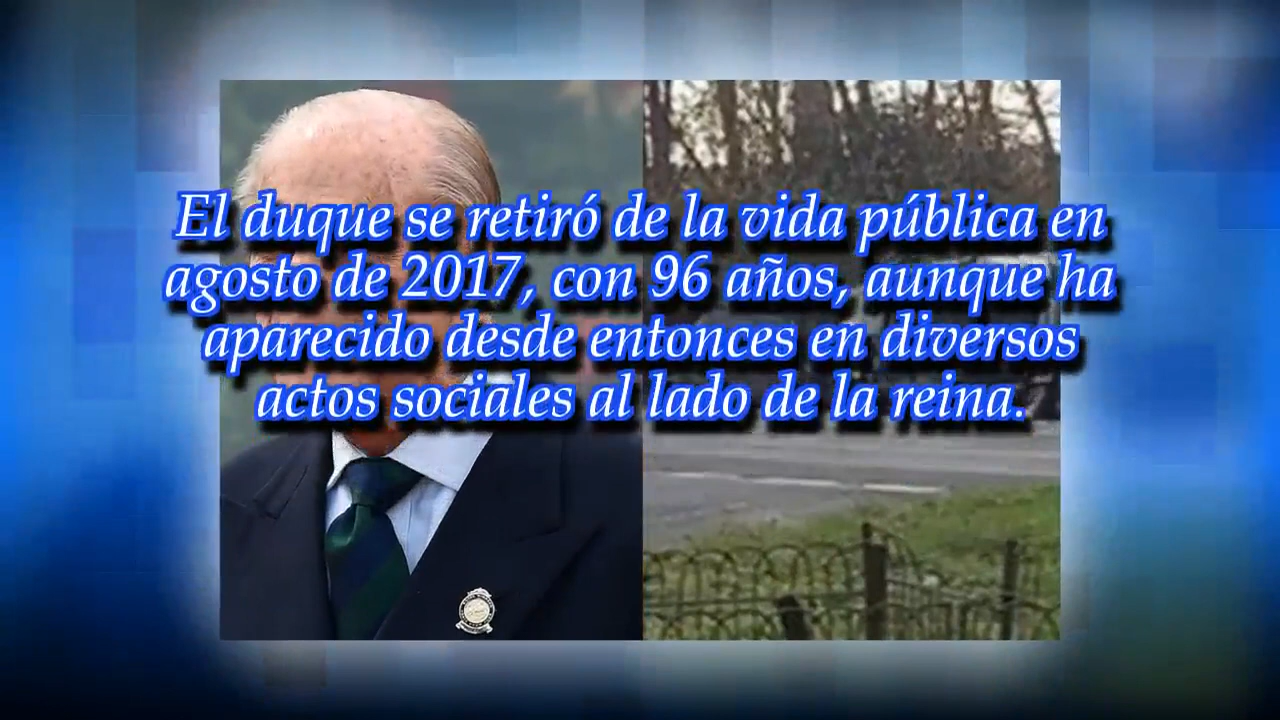 El duque se retiró de la vida pública en
agosto de 2017, con 96 años, aunque ha
aparecido desde entonces en diversos
actos sociales al lado de la reina.